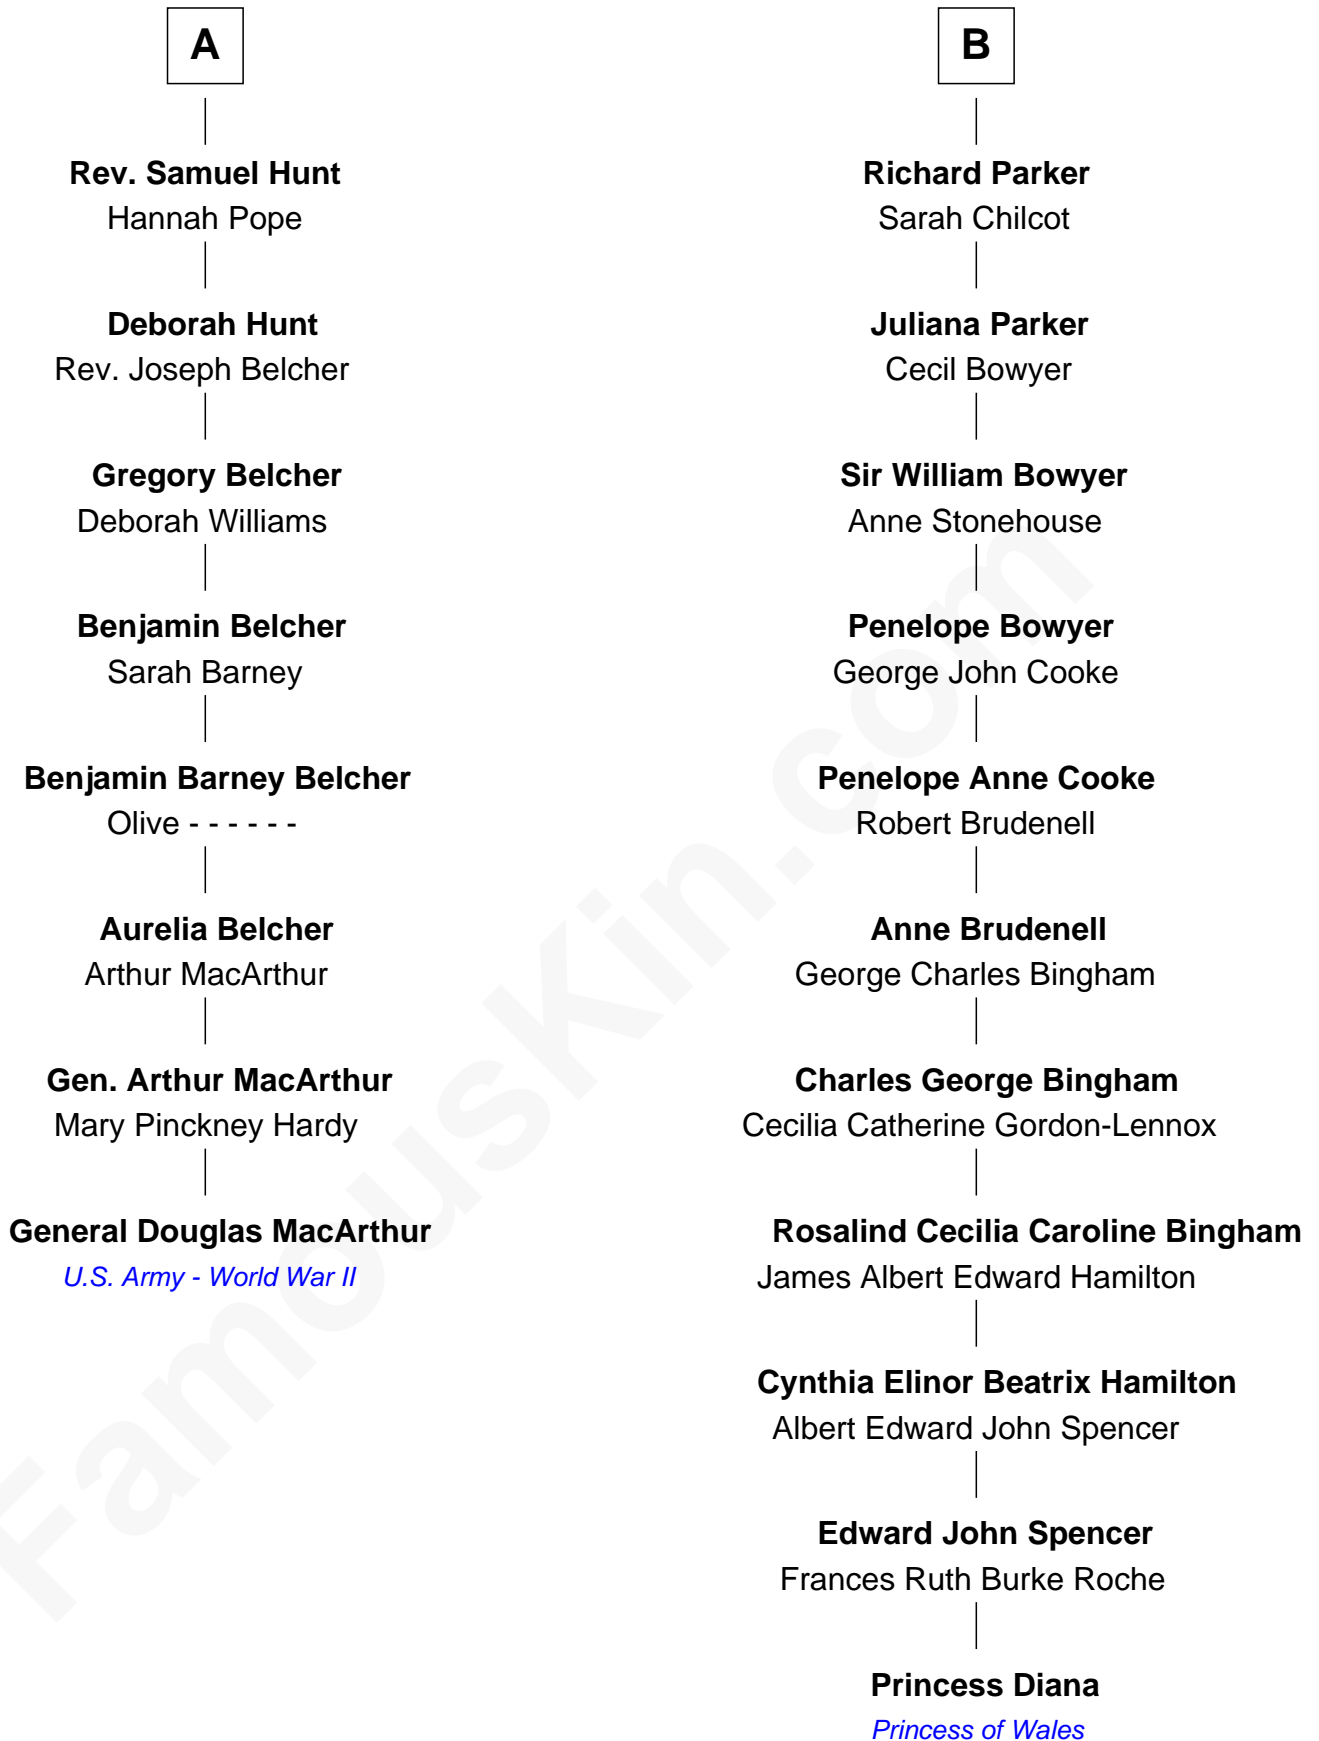 A
Rev. Samuel Hunt
Hannah Pope
Deborah Hunt
Rev. Joseph Belcher
Gregory Belcher
Deborah Williams
Benjamin Belcher
Sarah Barney
Benjamin Barney Belcher
Olive - - - - - -
Aurelia Belcher
Arthur MacArthur
Gen. Arthur MacArthur
Mary Pinckney Hardy
General Douglas MacArthur
U.S. Army - World War II
B
Richard Parker
Sarah Chilcot
Juliana Parker
Cecil Bowyer
Sir William Bowyer
Anne Stonehouse
Penelope Bowyer
George John Cooke
Penelope Anne Cooke
Robert Brudenell
Anne Brudenell
George Charles Bingham
Charles George Bingham
Cecilia Catherine Gordon-Lennox
Rosalind Cecilia Caroline Bingham
James Albert Edward Hamilton
Cynthia Elinor Beatrix Hamilton
Albert Edward John Spencer
Edward John Spencer
Frances Ruth Burke Roche
Princess Diana
Princess of Wales
FamousKin.com